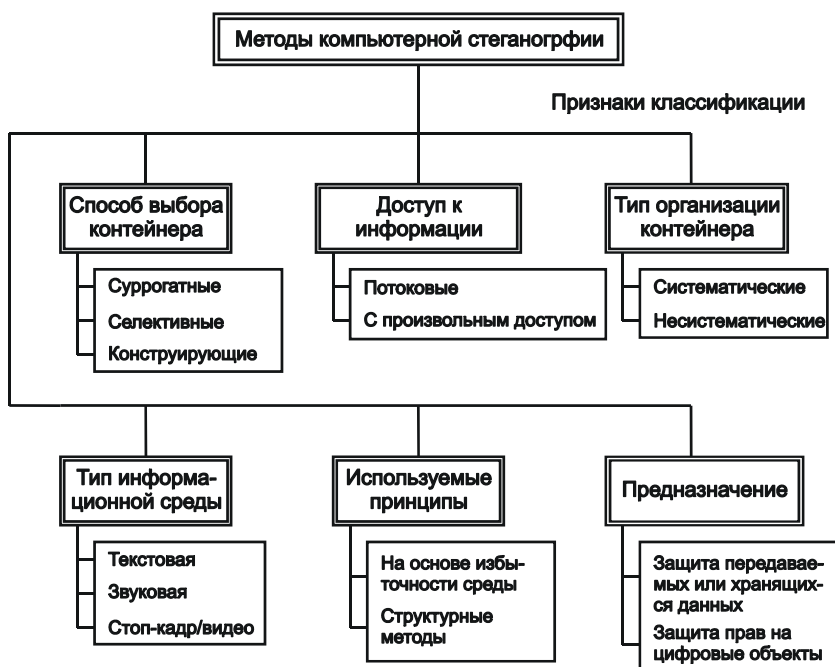 Методы компьютерной стеганогрфии
Признаки классификации
Способ выбора
контейнера
Суррогатные
Селективные
Конструирующие
Доступ к
информации
Потоковые
С произвольным доступом
Тип организации
контейнера
Систематические
Несистематические
Тип информа-
ционной среды
Текстовая
Звуковая
Стоп-кадр/видео
Используемые
принципы
На основе избы-
точности среды
Структурные
методы
Предназначение
Защита передавае-
мых или хранящих-
ся данных
Защита прав на
цифровые объекты